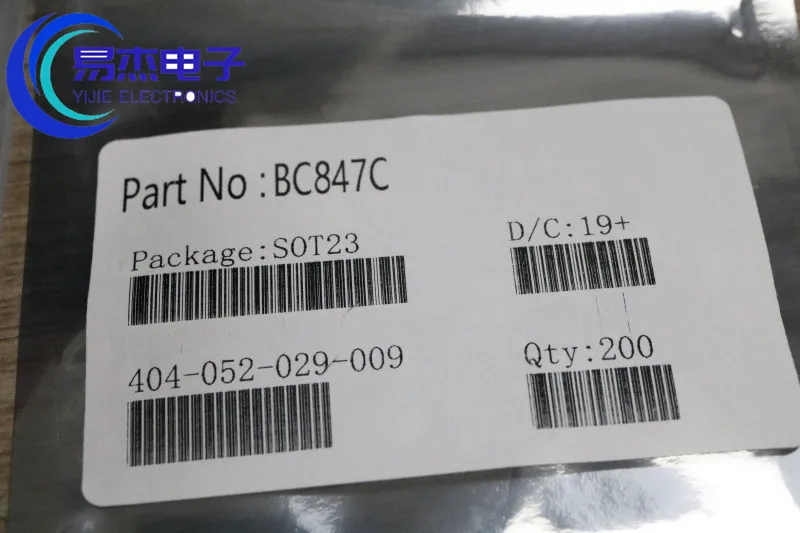 易杰电子
YIJIE ELECTRONICS
Part No : BC847C
Package:SOT23
D/C:19+
404-052-029-009
Qty:200